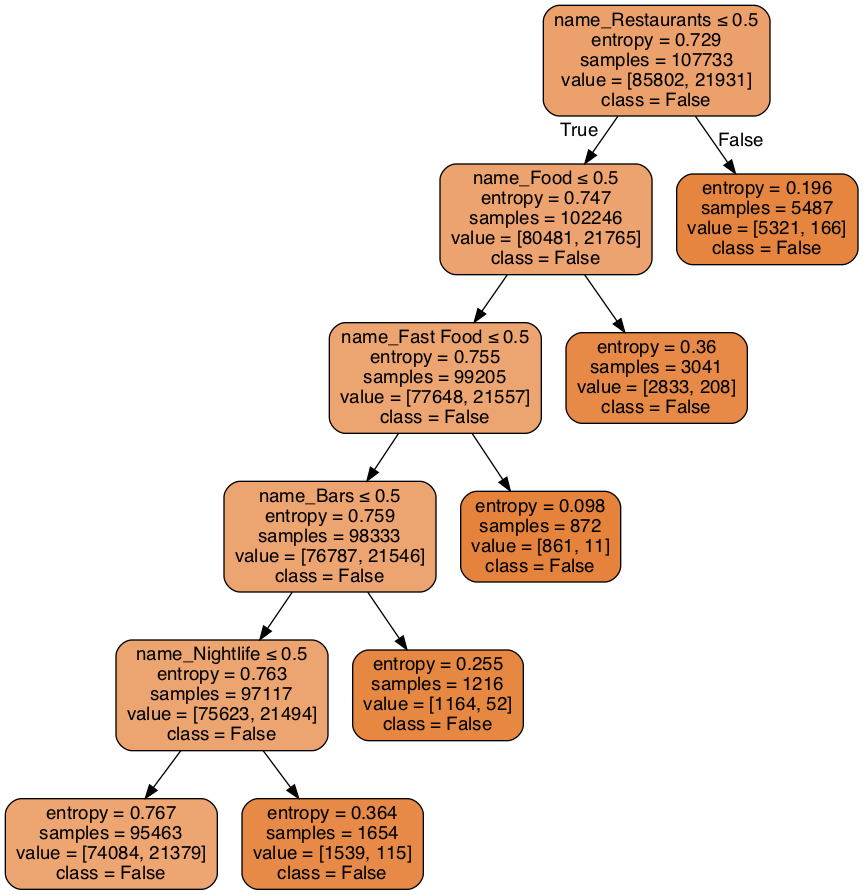 name_Restaurants ≤ 0.5
entropy = 0.729
samples = 107733
value = [85802, 21931]
class = False
True
False
name_Food ≤ 0.5
entropy = 0.747
samples = 102246
value = [80481, 21765]
class = False
entropy = 0.196
samples = 5487
value = [5321, 166]
class = False
name_Fast Food ≤ 0.5
entropy = 0.755
samples = 99205
value = [77648, 21557]
class = False
entropy = 0.36
samples = 3041
value = [2833, 208]
class = False
name_Bars ≤ 0.5
entropy = 0.759
samples = 98333
value = [76787, 21546]
class = False
entropy = 0.098
samples = 872
value = [861, 11]
class = False
name_Nightlife ≤ 0.5
entropy = 0.763
samples = 97117
value = [75623, 21494]
class = False
entropy = 0.255
samples = 1216
value = [1164, 52]
class = False
entropy = 0.767
samples = 95463
value = [74084, 21379]
class = False
entropy = 0.364
samples = 1654
value = [1539, 115]
class = False